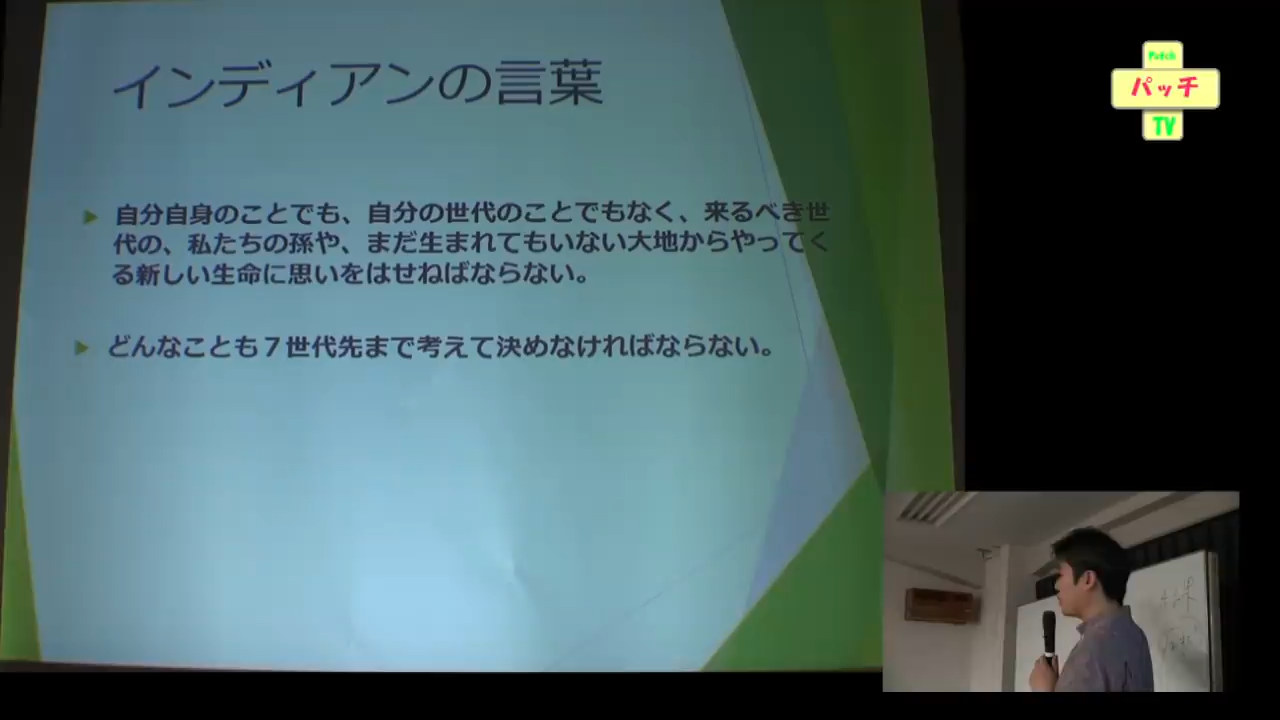 インディアンの言葉
自分自身のことでも、自分の世代のことでもなく、来るべき世
代の、私たちの孫や、まだ生まれてもいない大地からやってく
る新しい生命に思いをはせねばならない。
どんなことも７世代先まで考えて決めなければならない。
Patch
パッチ
TV